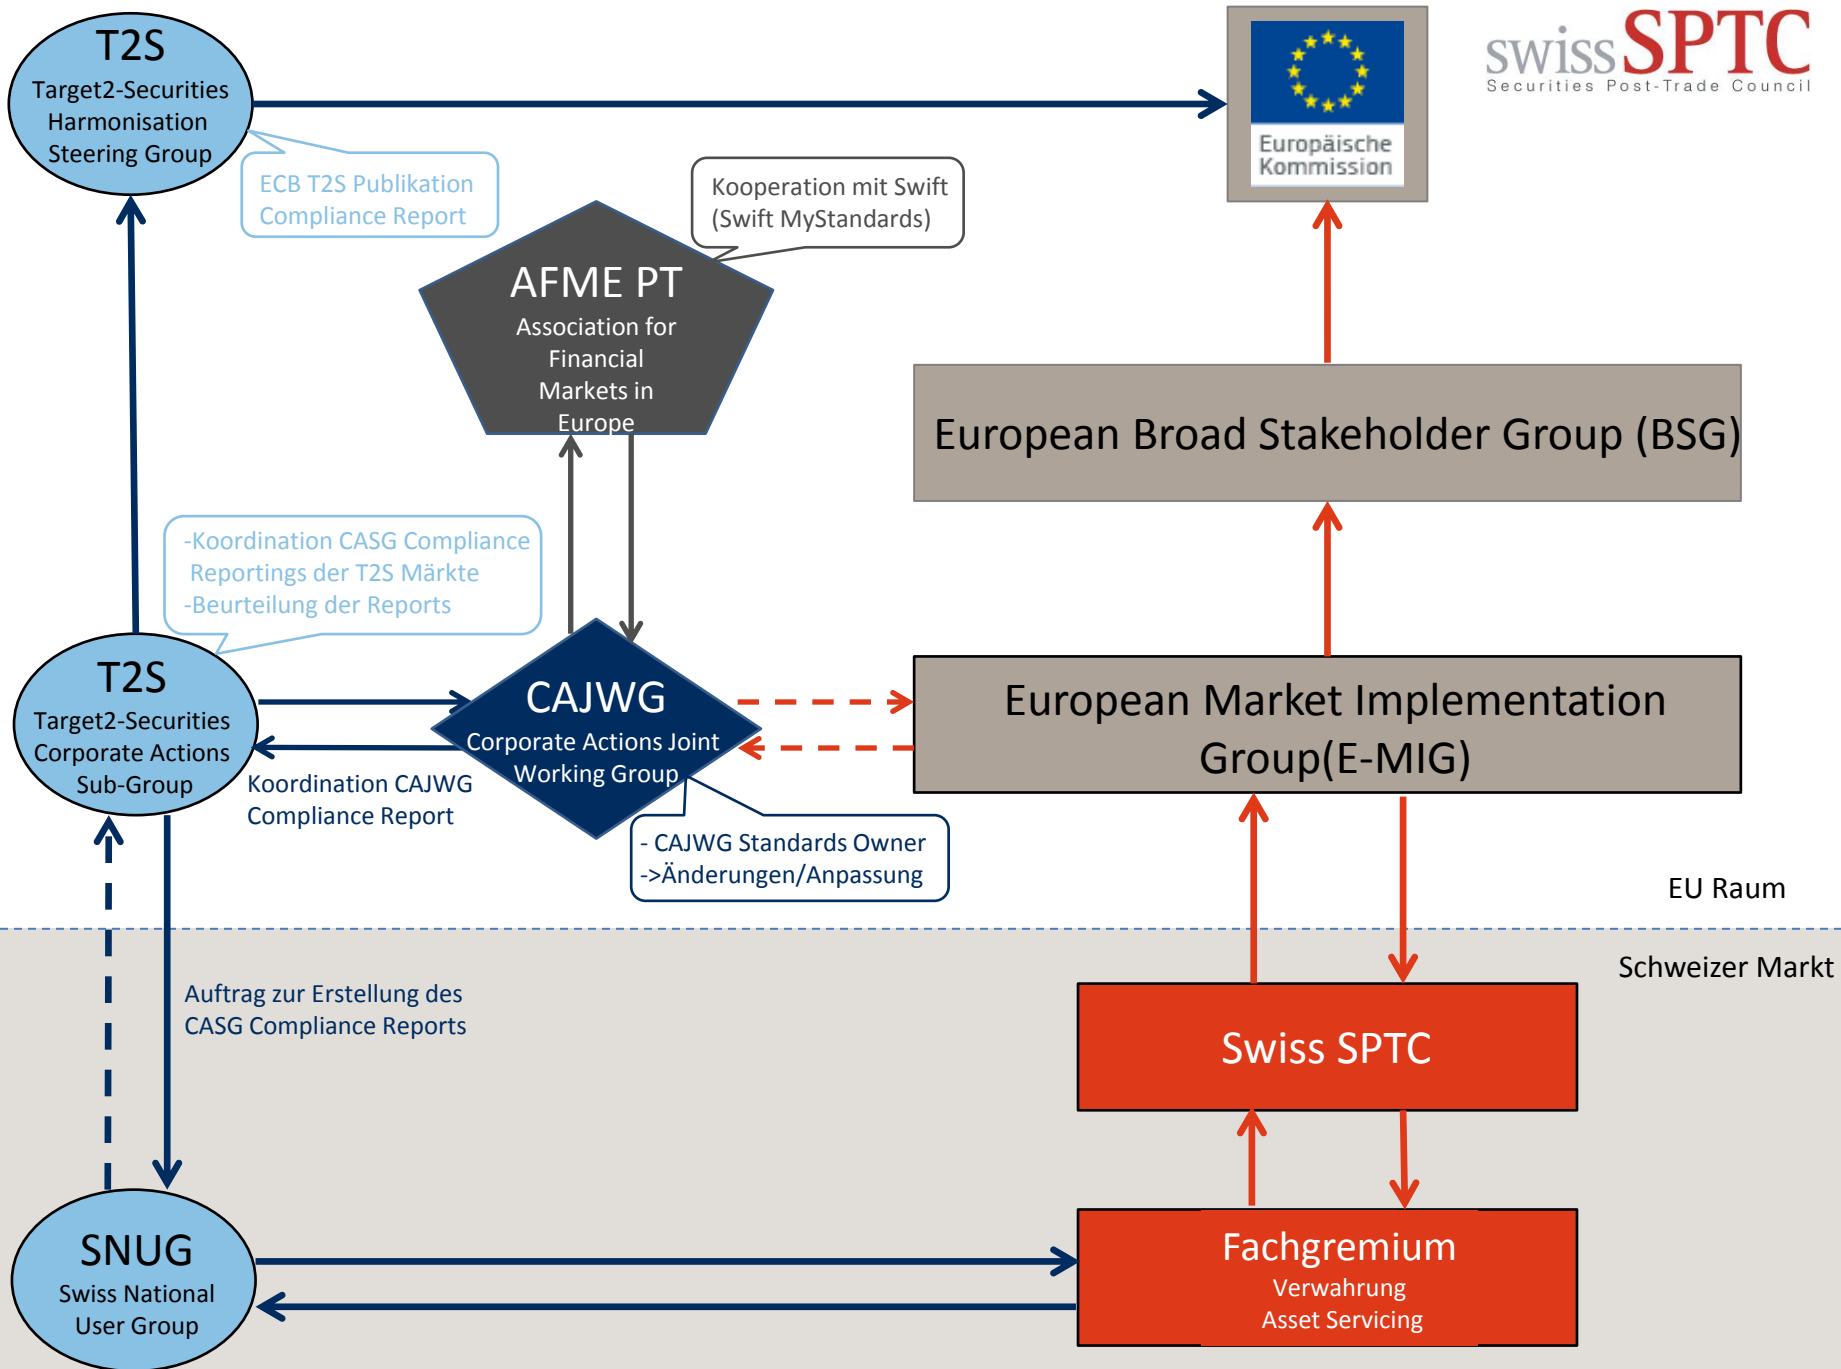 T2S
Target2-Securities
Harmonisation
Steering Group
ECB T2S Publikation
Compliance Report
Kooperation mit Swift
(Swift MyStandards)
Europäische
Kommission
swiss SPTC
Securities Post-Trade Council
AFME PT
Association for
Financial
Markets in
Europe
European Broad Stakeholder Group (BSG)
-Koordination CASG Compliance
Reportings der T2S Märkte
-Beurteilung der Reports
T2S
Target2-Securities
Corporate Actions
Sub-Group
Koordination CAJWG
Compliance Report
CAJWG
Corporate Actions Joint
Working Group
- CAJWG Standards Owner
->Änderungen/Anpassung
European Market Implementation
Group(E-MIG)
EU Raum
Schweizer Markt
Auftrag zur Erstellung des
CASG Compliance Reports
Swiss SPTC
SNUG
Swiss National
User Group
Fachgremium
Verwahrung
Asset Servicing